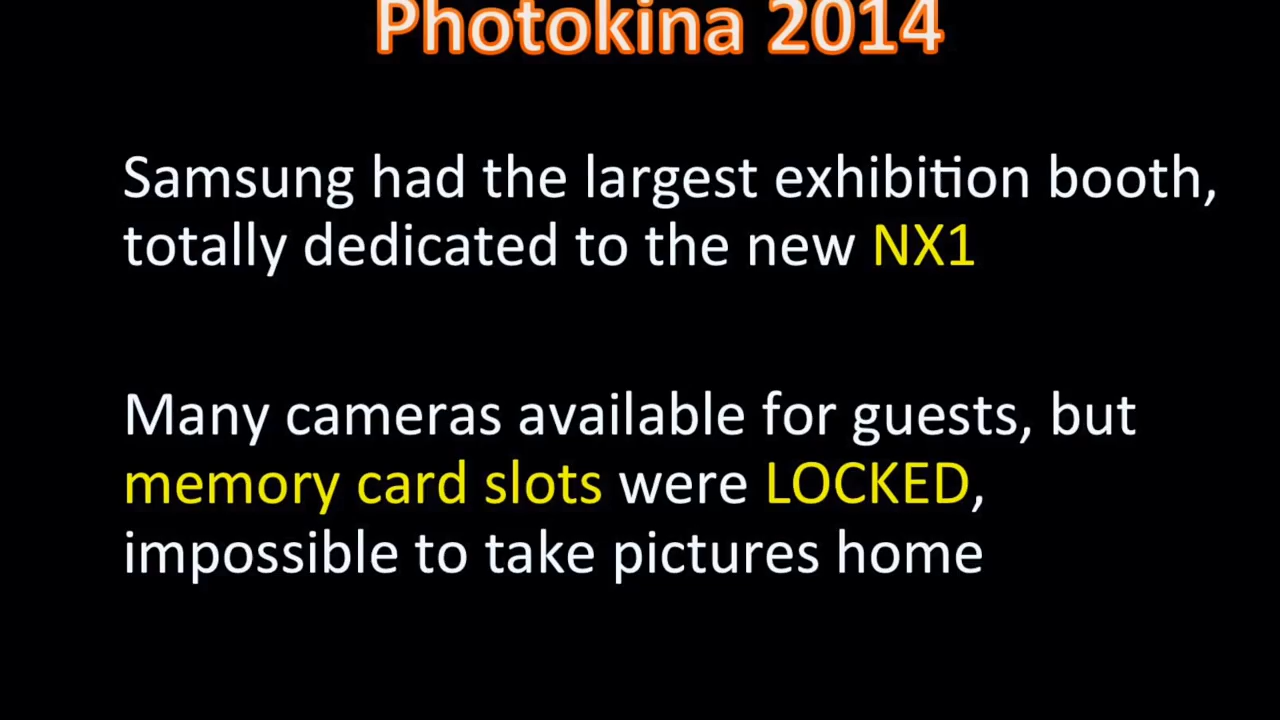 Photokina 2014
Samsung had the largest exhibition booth,
totally dedicated to the new NX1
Many cameras available for guests, but
memory card slots were LOCKED,
impossible to take pictures home